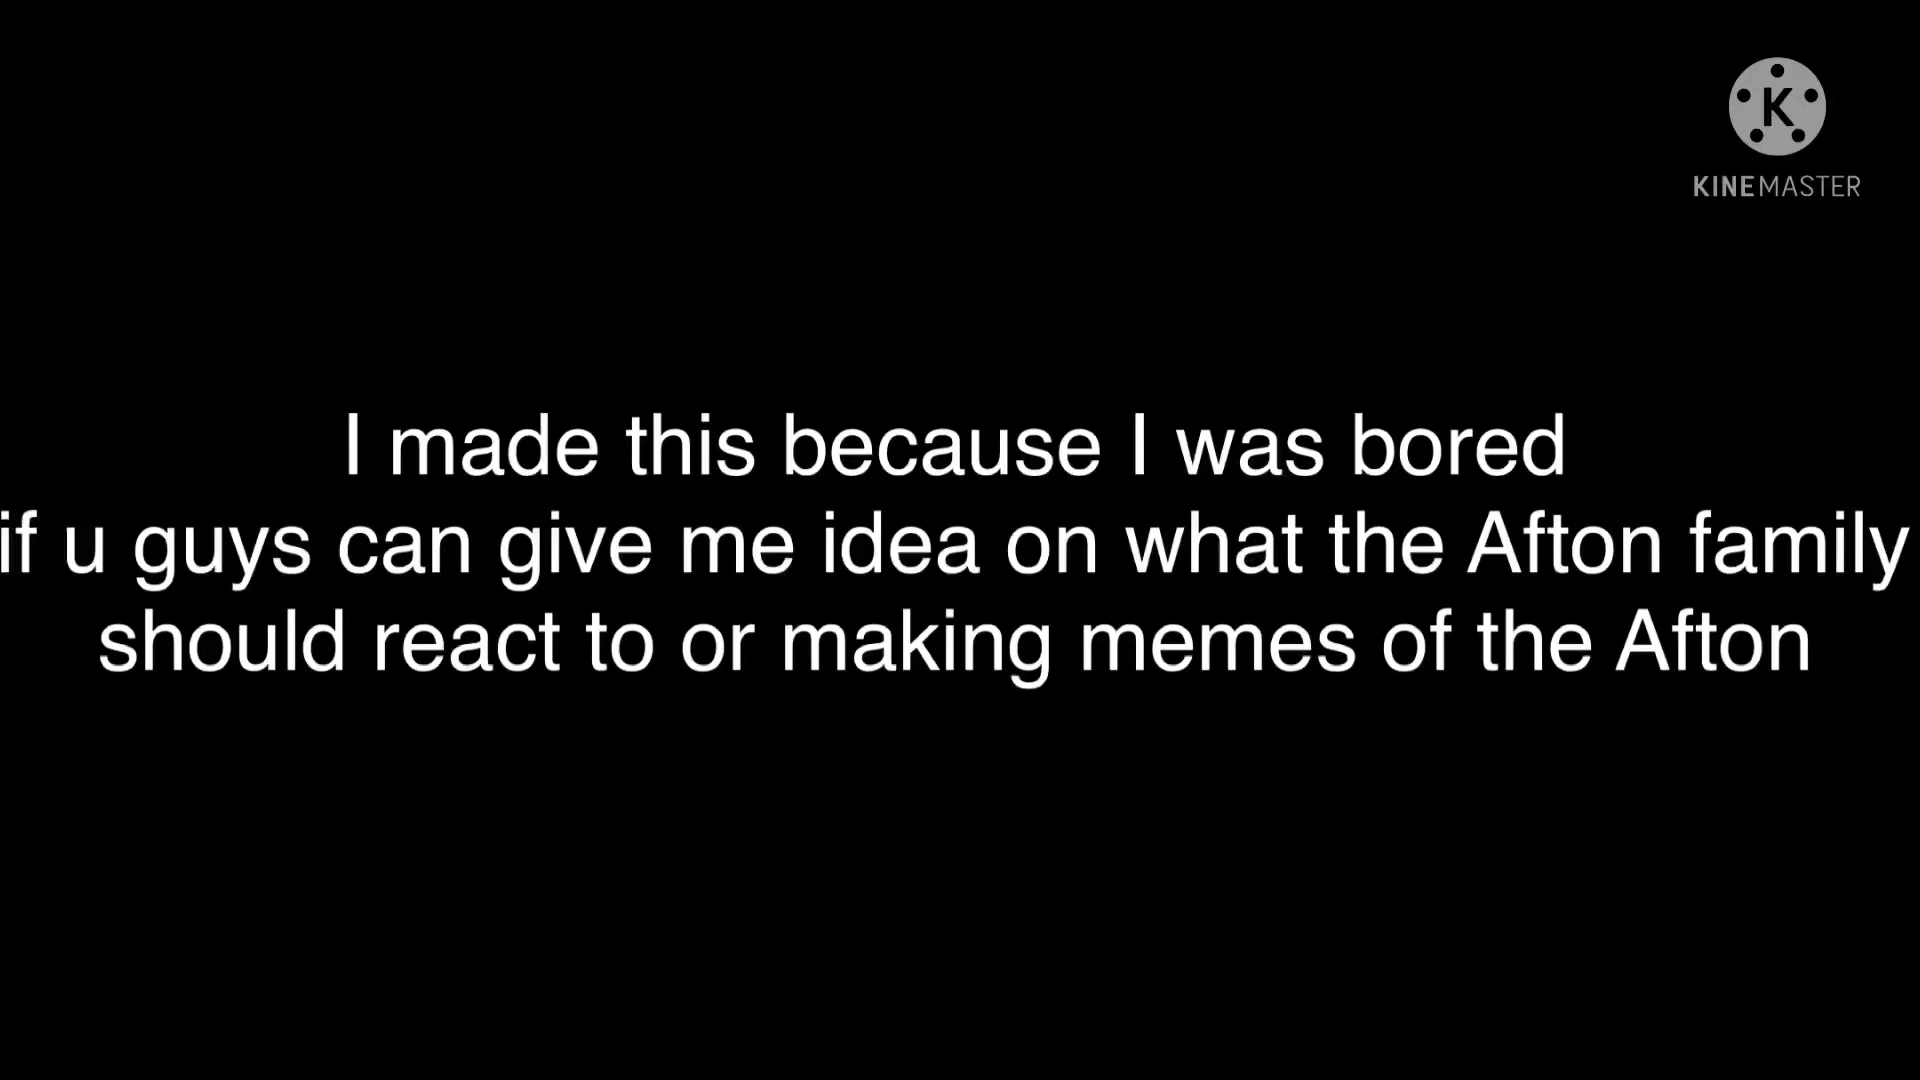 K
KINEMASTER
I made this because I was bored
if u guys can give me idea on what the Afton family
should react to or making memes of the Afton